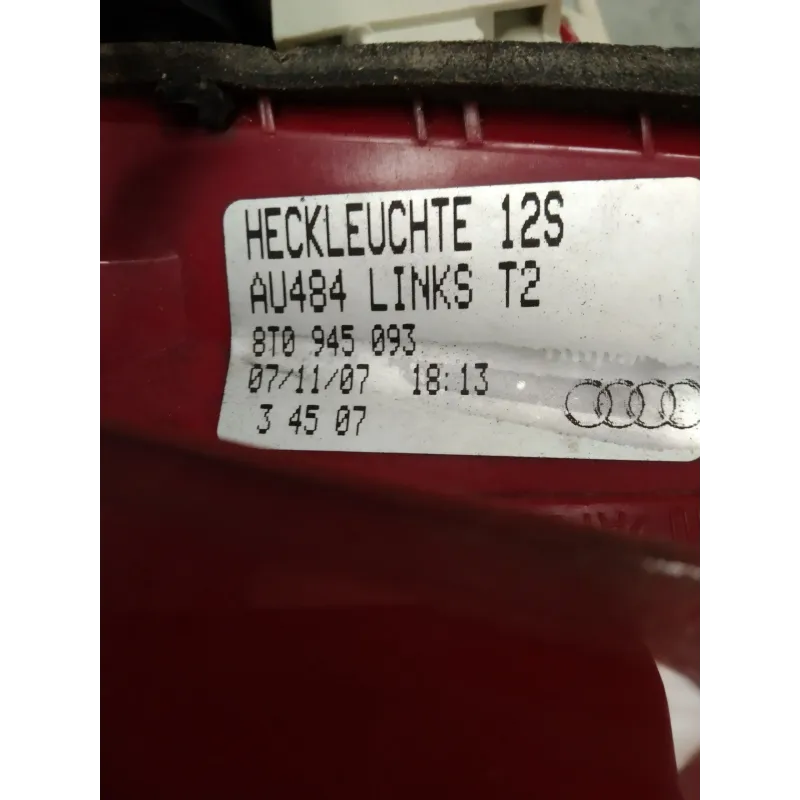 HECKLEUCHTE 12S
AU484 LINKS T2
8T0 945 093
07/11/07 18:13
3 45 07